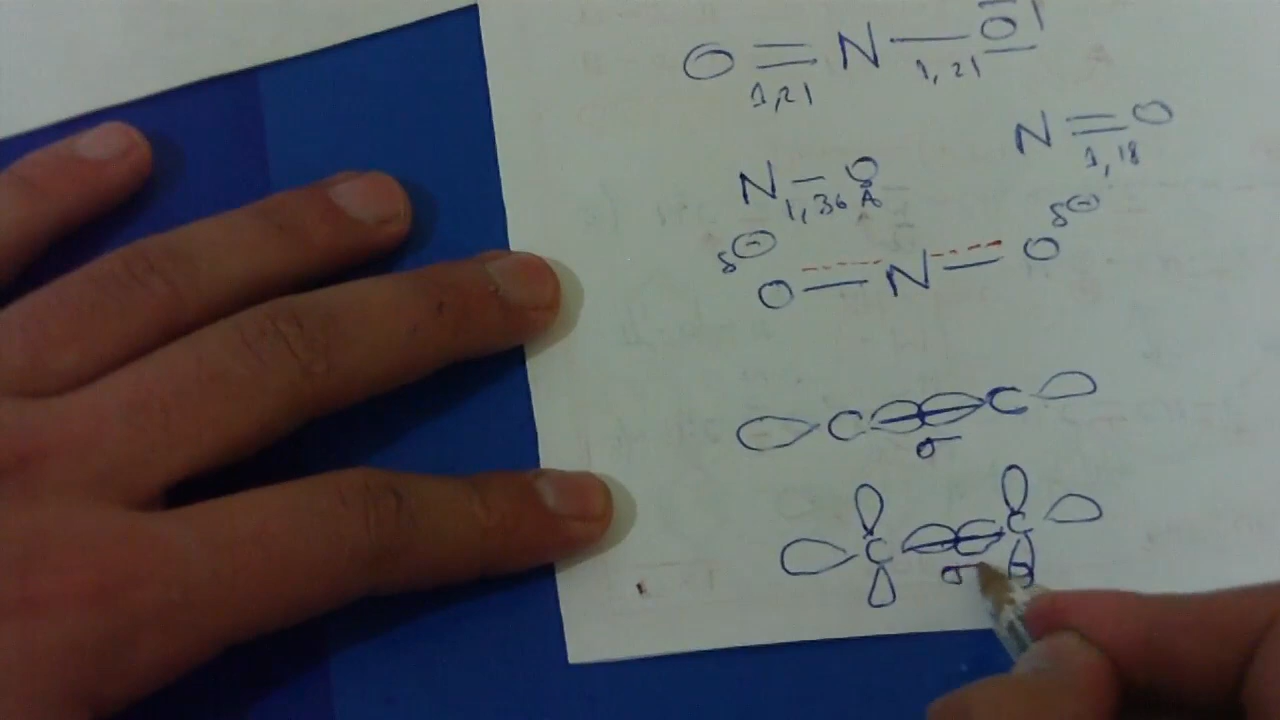 O = N — O
1,21 1,21
N = O
1,18
N – O
1,36 A
δ⊖ O = N = O δ⊖
C C
σ
C C
σ